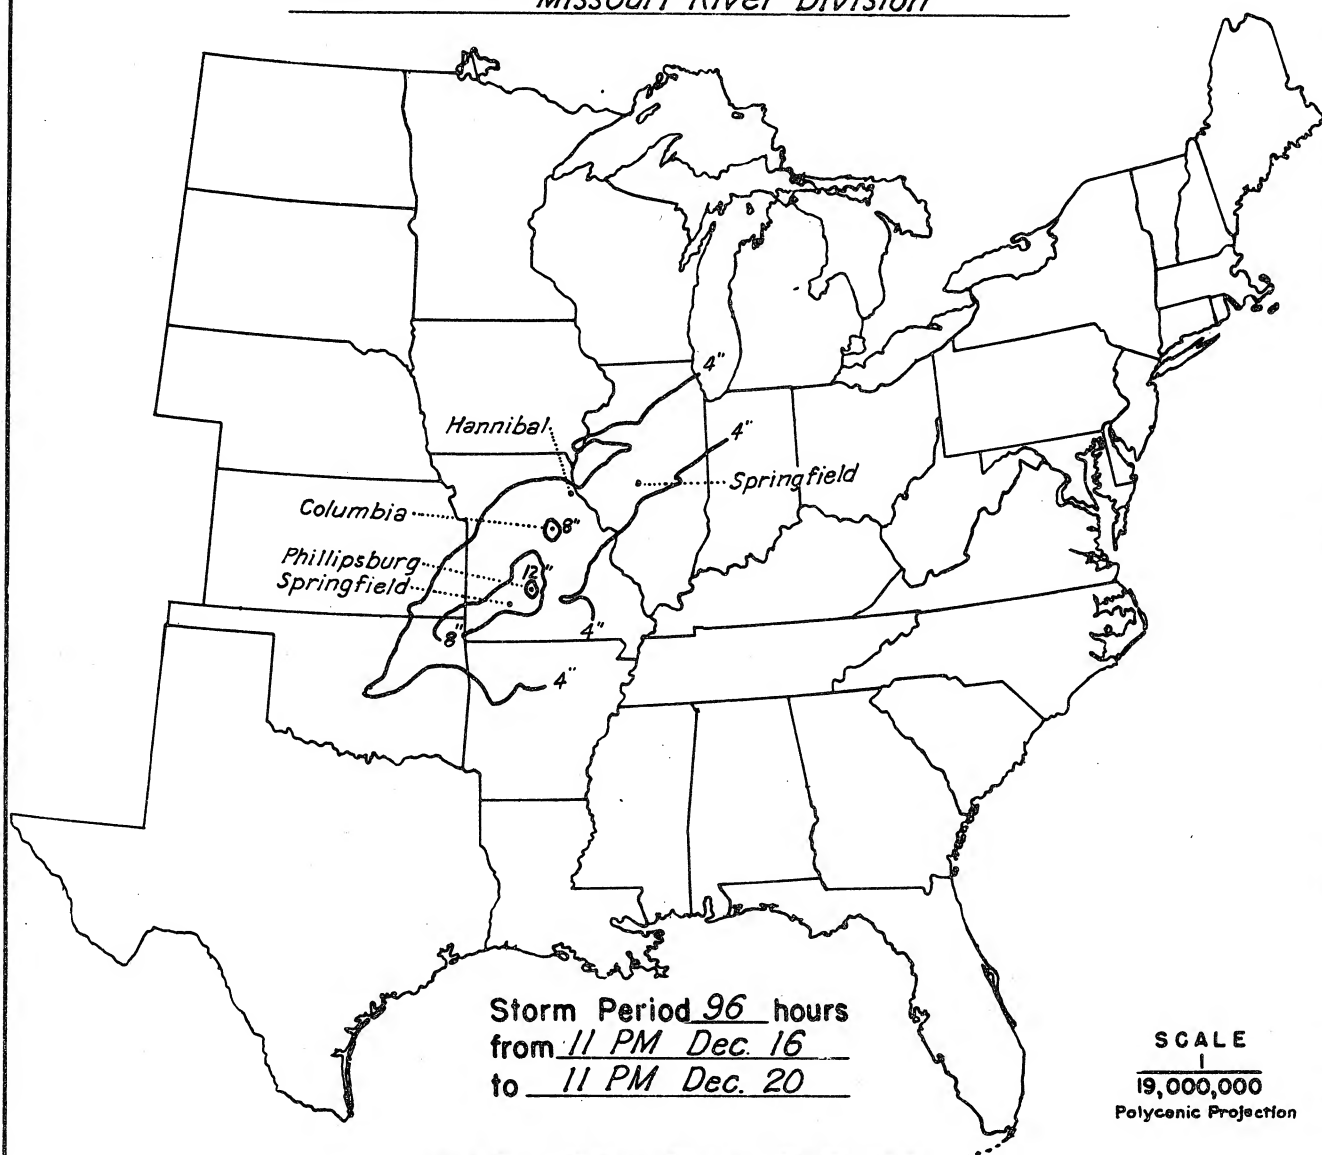 Missouri River Division
4"
4"
Hannibal
Springfield
Columbia
8"
Phillipsburg
12"
Springfield
8"
4"
4"
Storm Period 96 hours
from 11 PM Dec. 16
to 11 PM Dec. 20
SCALE
1
19,000,000
Polyconic Projection